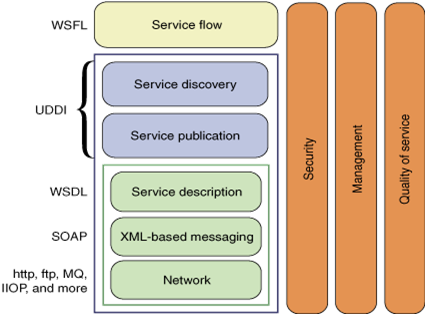 WSFL
Service flow
UDDI
Service discovery
Service publication
WSDL
Service description
SOAP
XML-based messaging
http, ftp, MQ,
IIOP, and more
Network
Security
Management
Quality of service